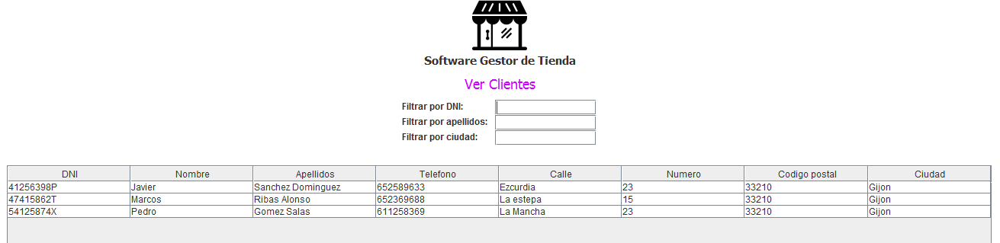 Software Gestor de Tienda
Ver Clientes
Filtrar por DNI:
Filtrar por apellidos:
Filtrar por ciudad:
DNI Nombre Apellidos Telefono Calle Numero Codigo postal Ciudad
41256398P Javier Sanchez Dominguez 652589633 Ezcurdia 23 33210 Gijon
47415862T Marcos Ribas Alonso 652369688 La estepa 15 33210 Gijon
54125874X Pedro Gomez Salas 611258369 La Mancha 23 33210 Gijon